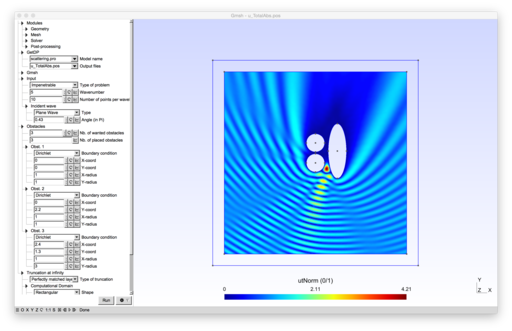 Gmsh - u_TotalAbs.pos
Modules
Geometry
Mesh
Solver
Post-processing
GetDP
scattering.pro Model name
u_TotalAbs.pos Output files
Gmsh
Input
Impenetrable Type of problem
5 Wavenumber
10 Number of points per wave
Incident wave
Plane Wave Type
0.43 Angle (in Pi)
Obstacles
3 Nb. of wanted obstacles
3 Nb. of placed obstacles
Obst. 1
Dirichlet Boundary condition
0 X-coord
0 Y-coord
1 X-radius
1 Y-radius
Obst. 2
Dirichlet Boundary condition
0 X-coord
2.2 Y-coord
1 X-radius
1 Y-radius
Obst. 3
Dirichlet Boundary condition
2.4 X-coord
1.3 Y-coord
1 X-radius
3 Y-radius
Truncation at infinity
Perfectly matched laye Type of truncation
Computational Domain
Rectangular Shape
Run
utNorm (0/1)
0 2.11 4.21
Y
Z X
O X Y Z 1:1 S Done